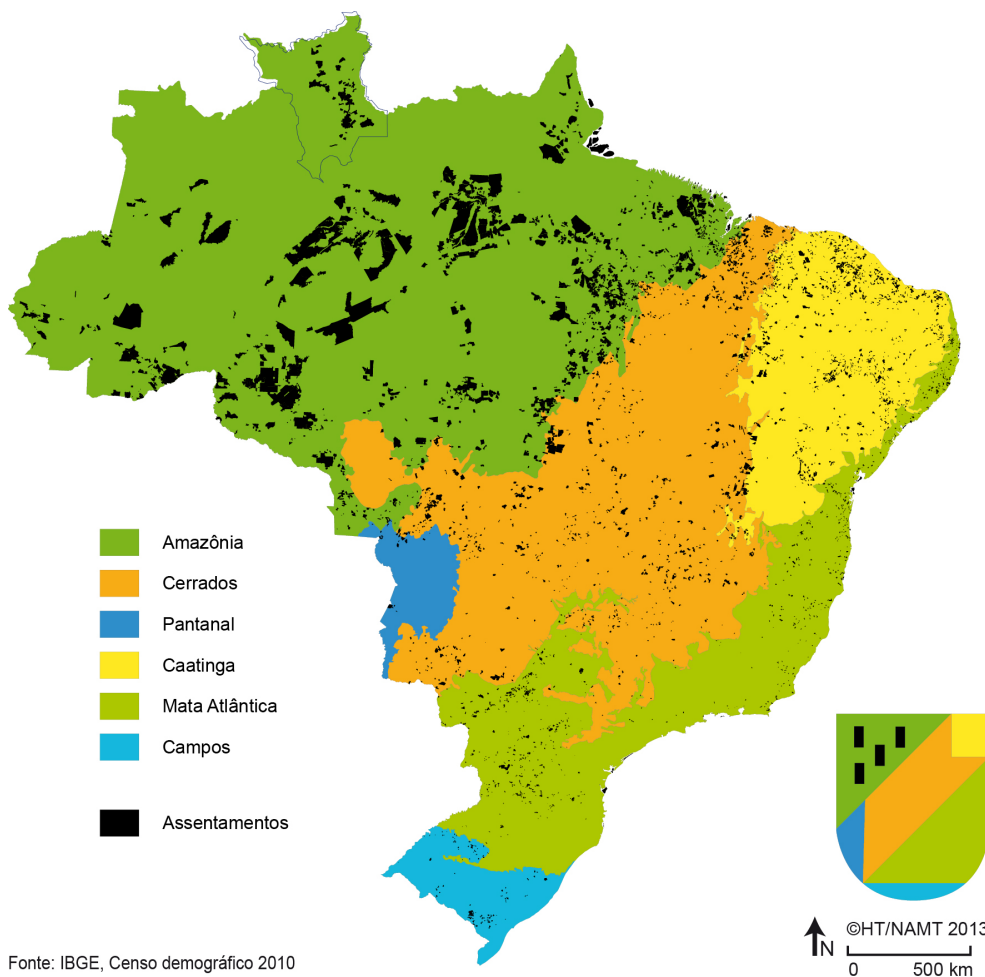 Amazônia
Cerrados
Pantanal
Caatinga
Mata Atlântica
Campos
Assentamentos
Fonte: IBGE, Censo demográfico 2010
N
©HT/NAMT 2013
0 500 km